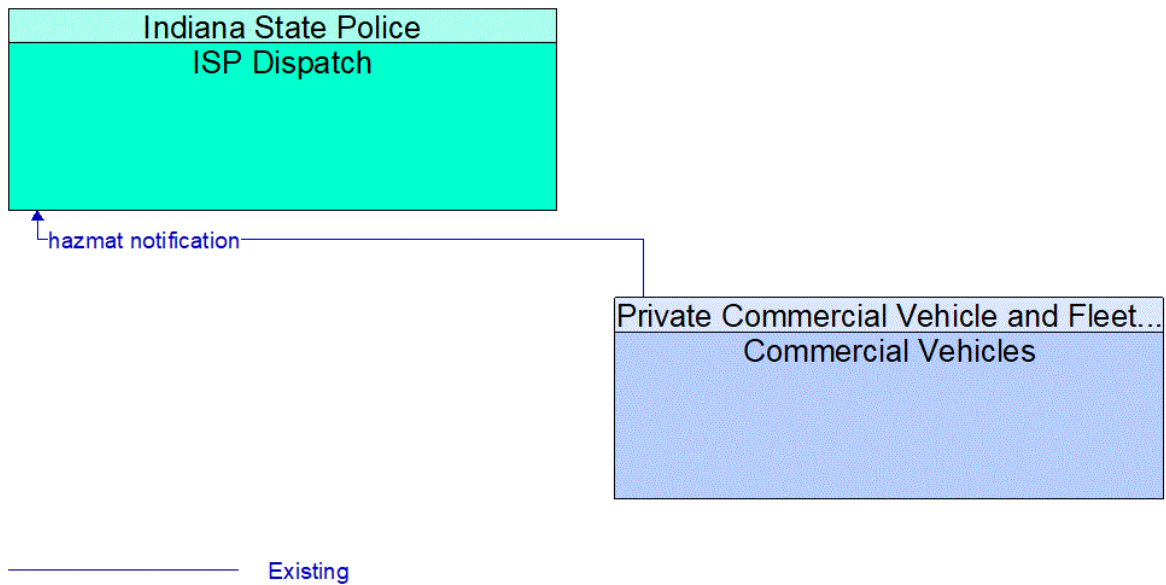 Indiana State Police
ISP Dispatch
hazmat notification
Private Commercial Vehicle and Fleet...
Commercial Vehicles
Existing